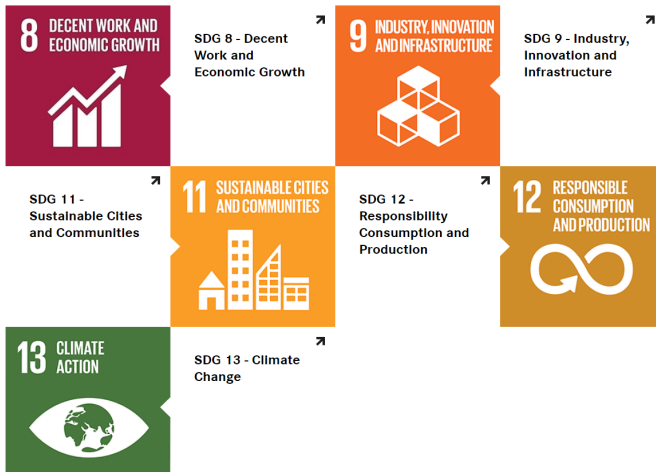 8 DECENT WORK AND
ECONOMIC GROWTH
SDG 8 - Decent
Work and
Economic Growth
9 INDUSTRY, INNOVATION
AND INFRASTRUCTURE
SDG 9 - Industry,
Innovation and
Infrastructure
SDG 11 -
Sustainable Cities
and Communities
11 SUSTAINABLE CITIES
AND COMMUNITIES
SDG 12 -
Responsibility
Consumption and
Production
12 RESPONSIBLE
CONSUMPTION
AND PRODUCTION
13 CLIMATE
ACTION
SDG 13 - Climate
Change